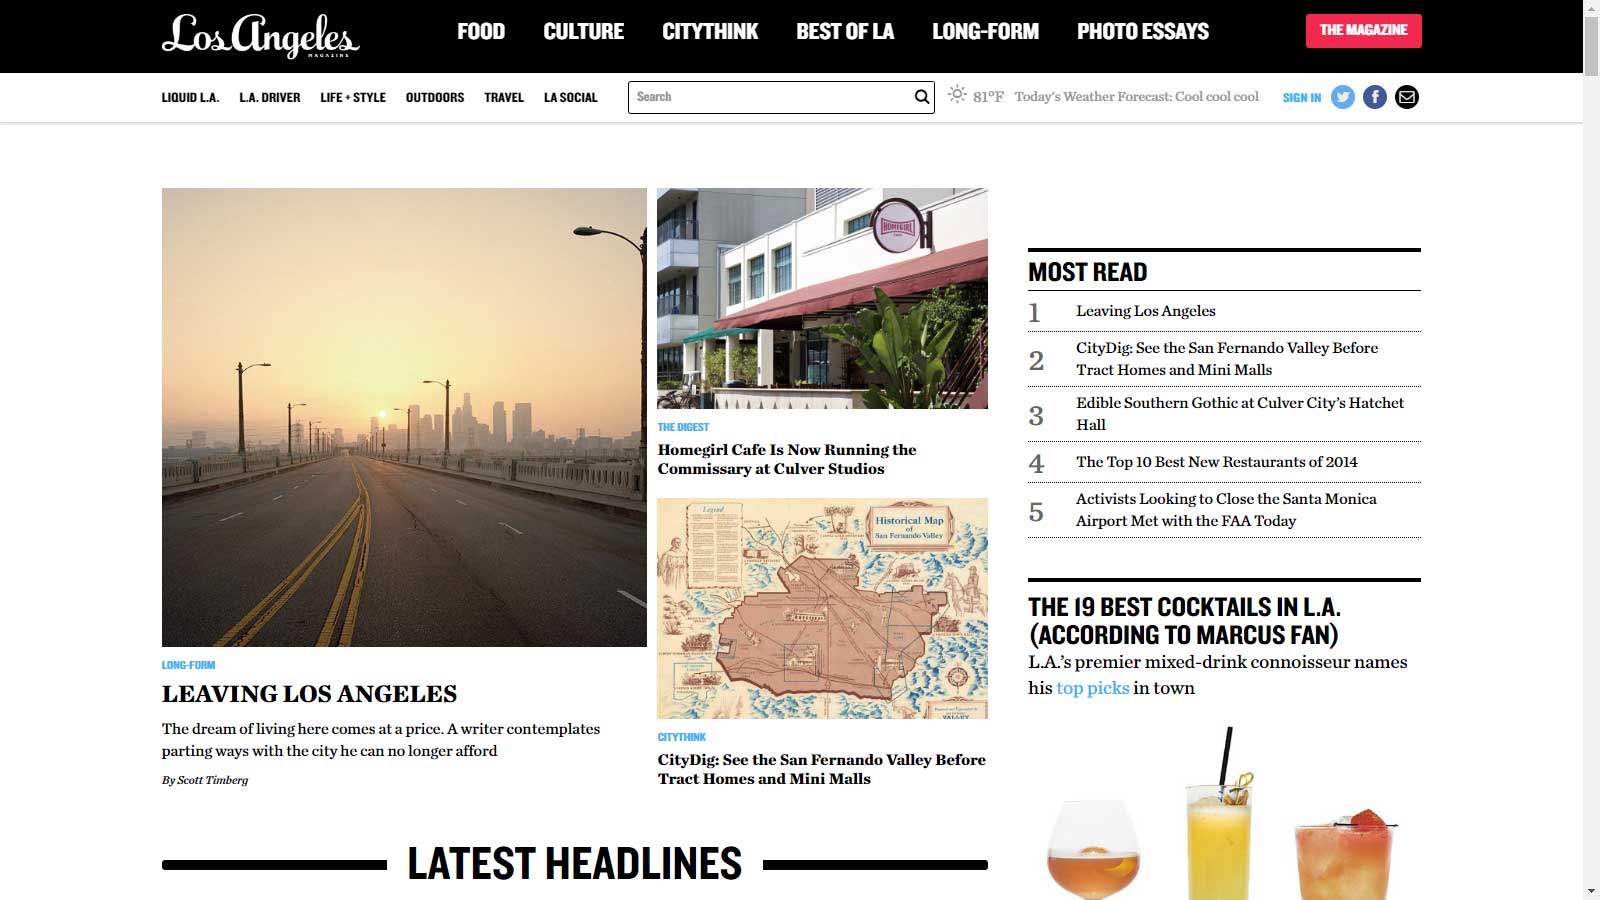 Los Angeles
MAGAZINE
FOOD
CULTURE
CITYTHINK
BEST OF LA
LONG-FORM
PHOTO ESSAYS
THE MAGAZINE
LIQUID L.A.
L.A. DRIVER
LIFE + STYLE
OUTDOORS
TRAVEL
LA SOCIAL
Search
81°F
Today's Weather Forecast: Cool cool cool
SIGN IN
LONG-FORM
LEAVING LOS ANGELES
The dream of living here comes at a price. A writer contemplates
parting ways with the city he can no longer afford
By Scott Timberg
HOMEGIRL
THE DIGEST
Homegirl Cafe Is Now Running the
Commissary at Culver Studios
Legend
Historical Map
of
San Fernando Valley
VALLEY
CITYTHINK
CityDig: See the San Fernando Valley Before
Tract Homes and Mini Malls
MOST READ
1 Leaving Los Angeles
2 CityDig: See the San Fernando Valley Before
Tract Homes and Mini Malls
3 Edible Southern Gothic at Culver City's Hatchet
Hall
4 The Top 10 Best New Restaurants of 2014
5 Activists Looking to Close the Santa Monica
Airport Met with the FAA Today
THE 19 BEST COCKTAILS IN L.A.
(ACCORDING TO MARCUS FAN)
L.A.'s premier mixed-drink connoisseur names
his top picks in town
LATEST HEADLINES